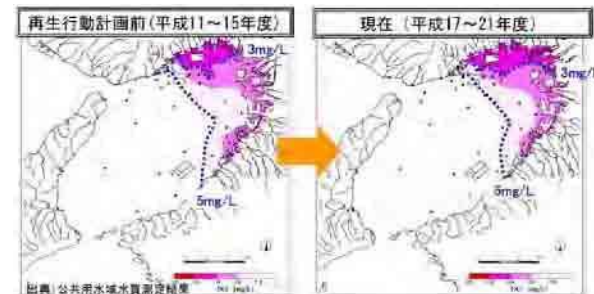 再生行動計画前(平成11～15年度)
3mg/L
5mg/L
出典)公共用水域水質測定結果
現在 (平成17～21年度)
3mg/L
5mg/L